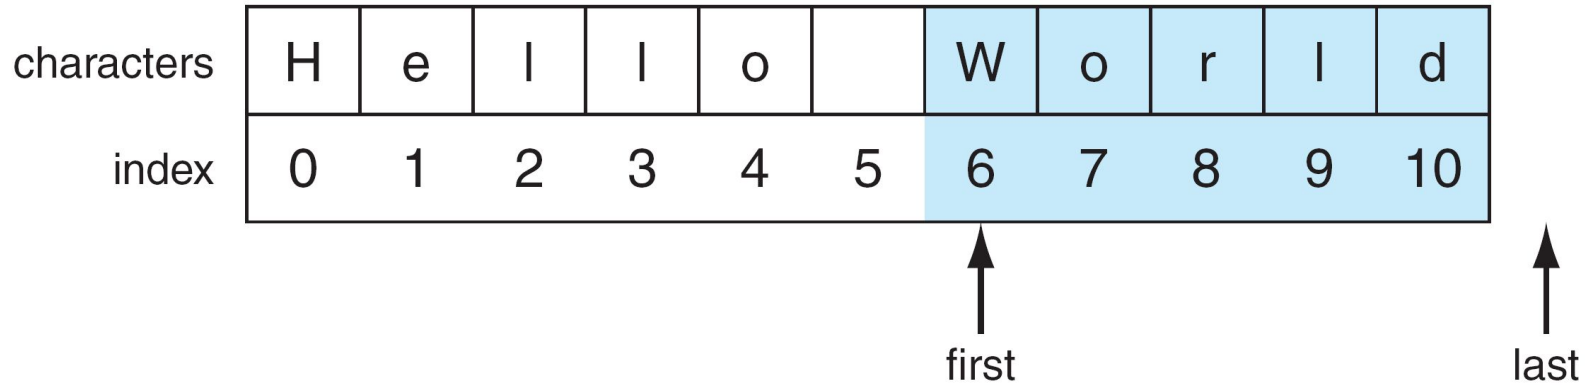 characters H e l l o W o r l d
index 0 1 2 3 4 5 6 7 8 9 10
first last